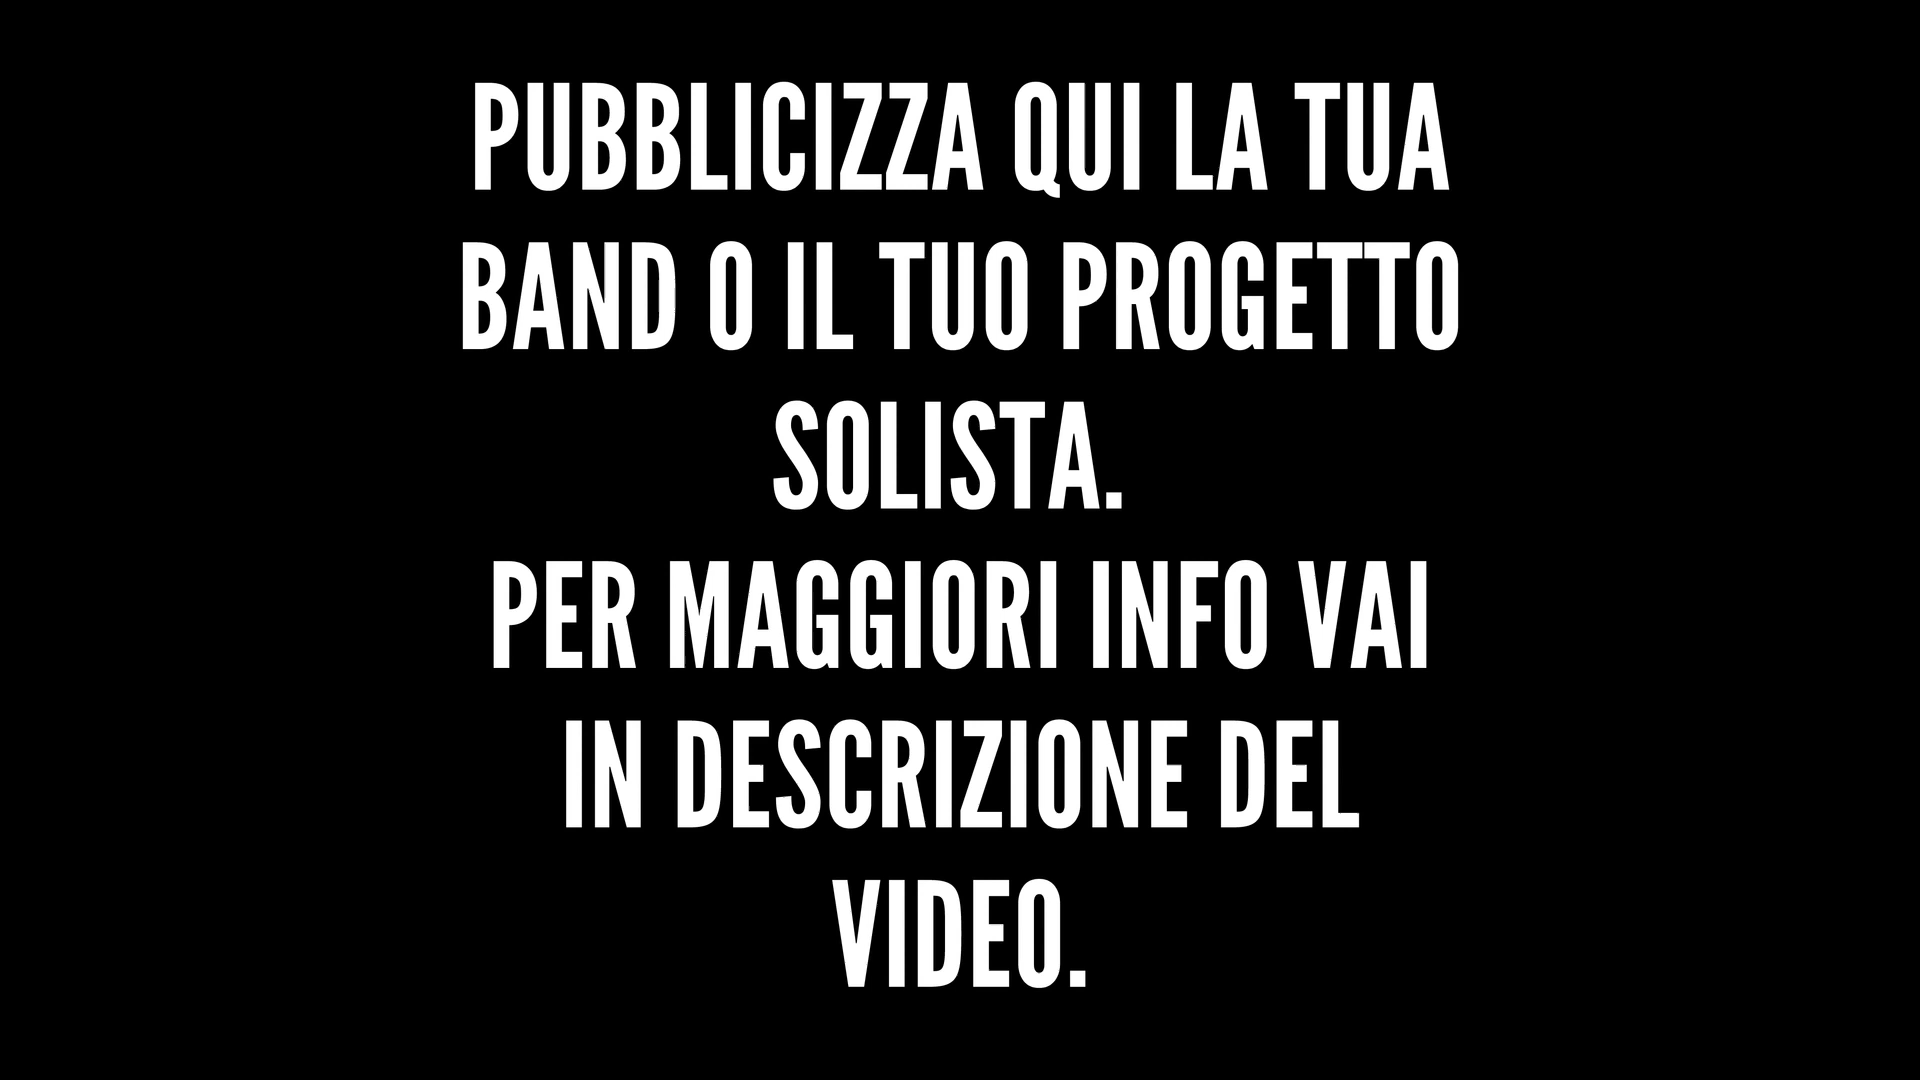 PUBBLICIZZA QUI LA TUA
BAND O IL TUO PROGETTO
SOLISTA.
PER MAGGIORI INFO VAI
IN DESCRIZIONE DEL
VIDEO.